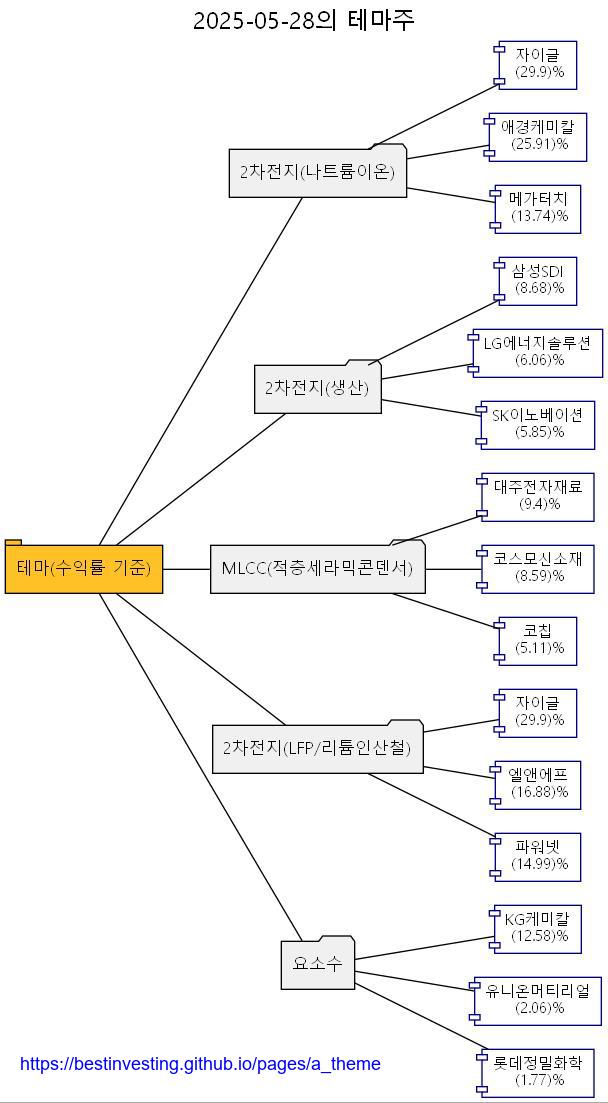 2025-05-28의 테마주
자이글
(29.9)%
애경케미칼
(25.91)%
2차전지(나트륨이온)
메가터치
(13.74)%
삼성SDI
(8.68)%
LG에너지솔루션
(6.06)%
2차전지(생산)
SK이노베이션
(5.85)%
대주전자재료
(9.4)%
테마(수익률 기준)
MLCC(적층세라믹콘덴서)
코스모신소재
(8.59)%
코칩
(5.11)%
자이글
(29.9)%
2차전지(LFP/리튬인산철)
엘앤에프
(16.88)%
파워넷
(14.99)%
KG케미칼
(12.58)%
요소수
유니온머티리얼
(2.06)%
롯데정밀화학
(1.77)%
https://bestinvesting.github.io/pages/a_theme